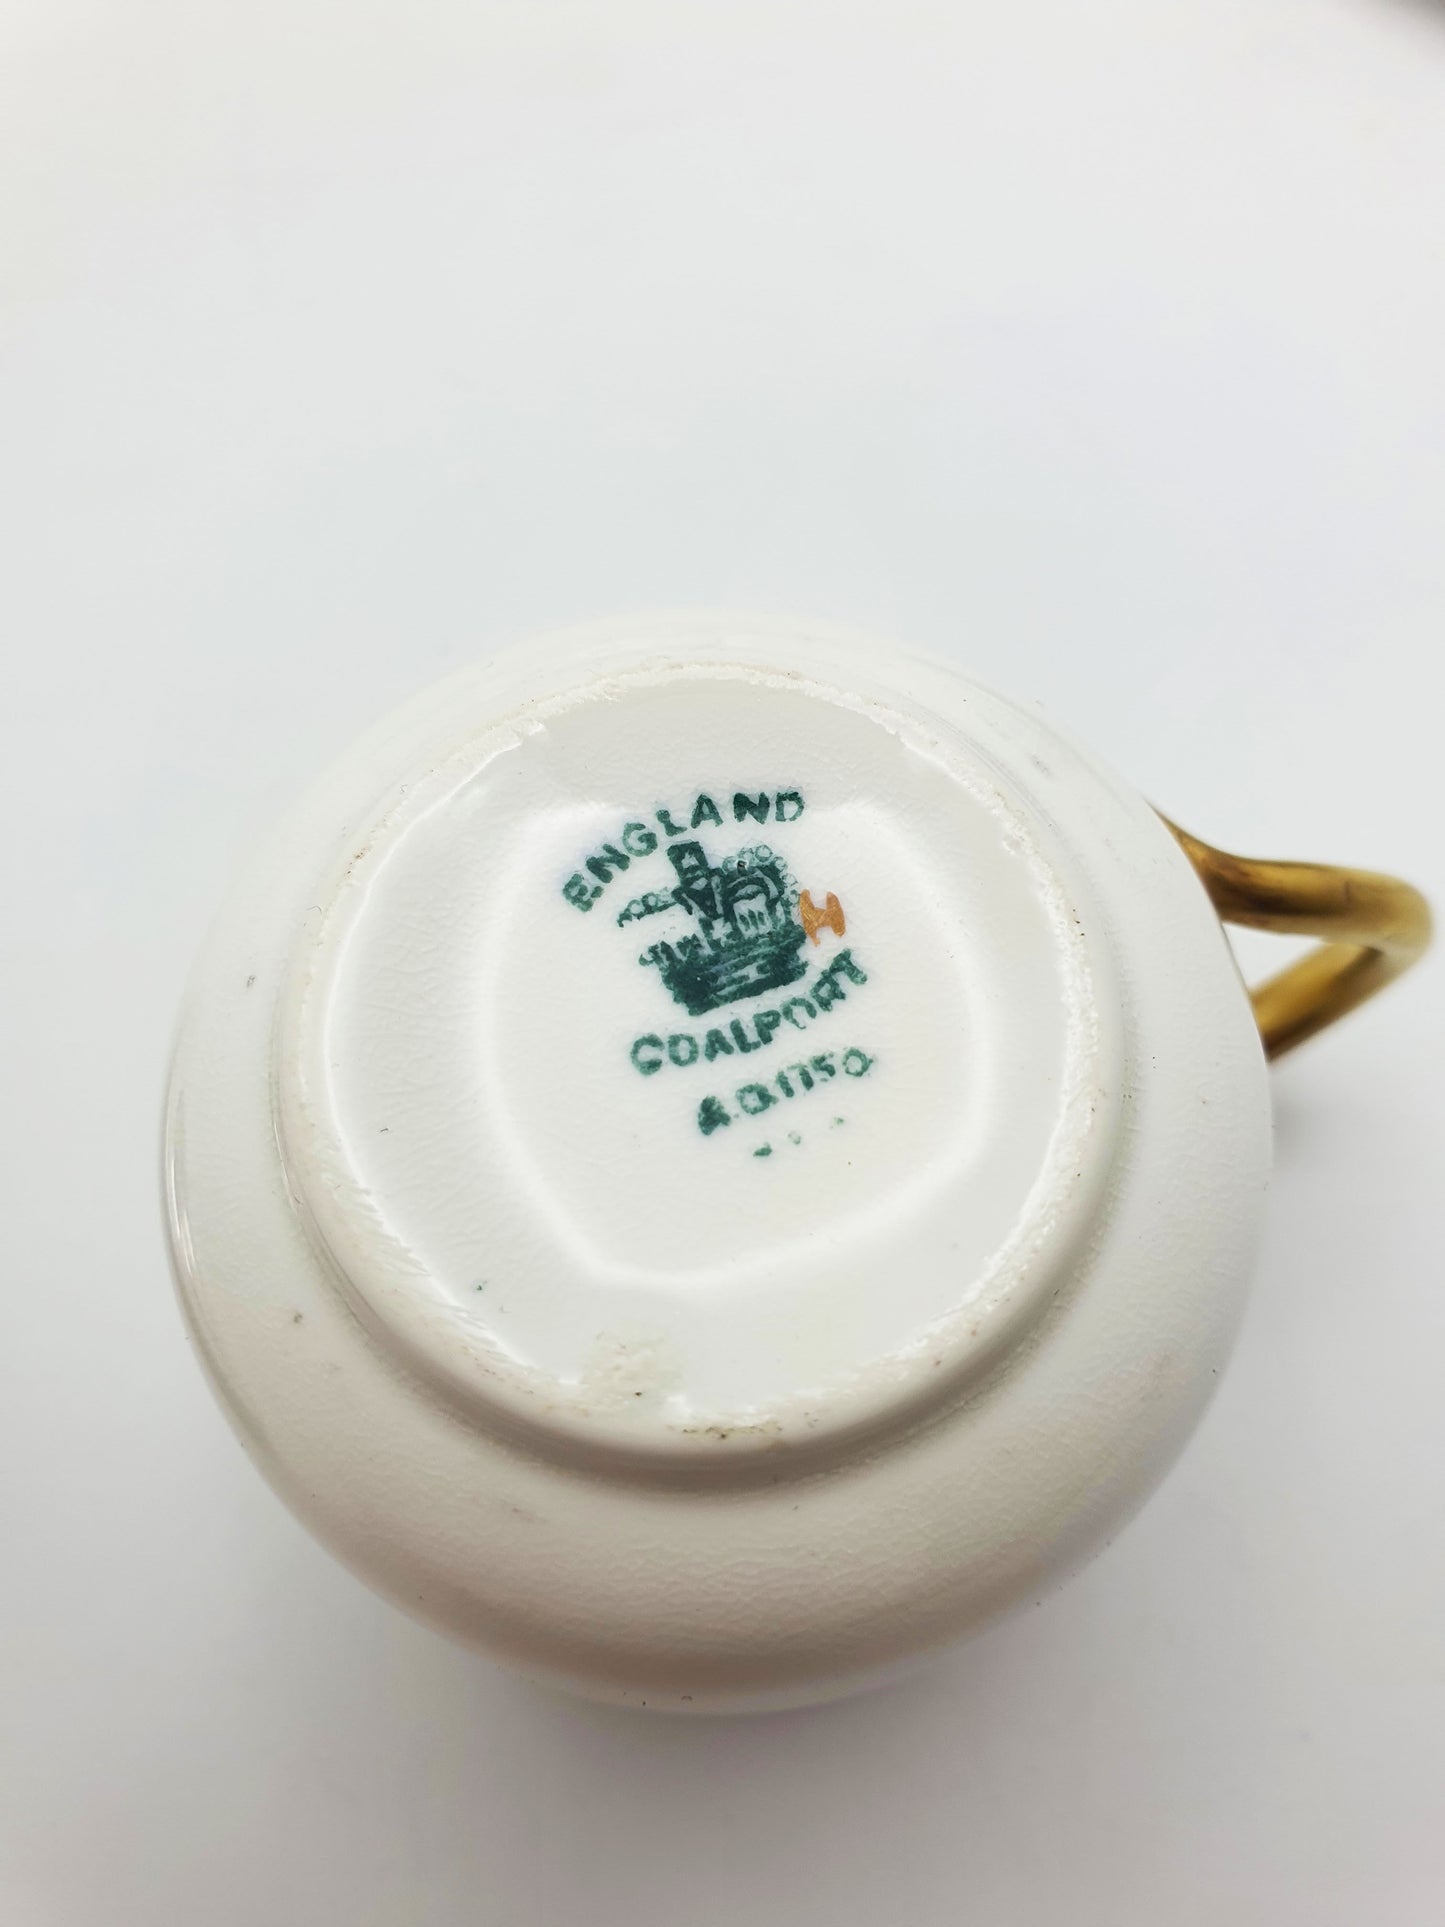 ENGLAND
H
COALPORT
A.D.1750